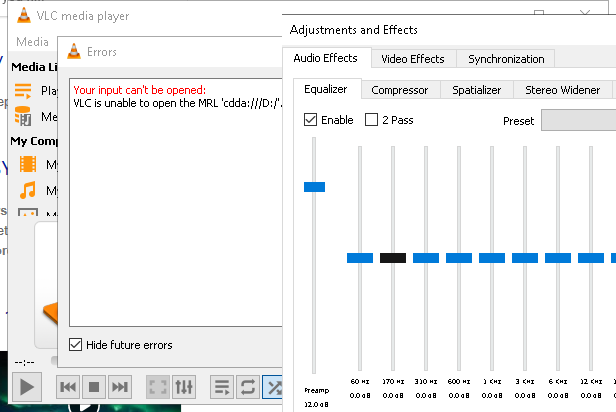 VLC media player
Media
Media Li
Play
Me
My Comp
My
My
--:--
Errors
Your input can't be opened:
VLC is unable to open the MRL 'cdda:///D:/'.
Hide future errors
Adjustments and Effects
Audio Effects Video Effects Synchronization
Equalizer Compressor Spatializer Stereo Widener
Enable 2 Pass Preset
60 Hz 170 Hz 310 Hz 600 Hz 1 KHz 3 KHz 6 KHz 12 KHz
Preamp 0.0 dB 0.0 dB 0.0 dB 0.0 dB 0.0 dB 0.0 dB 0.0 dB 0.0 dB
12.0 dB